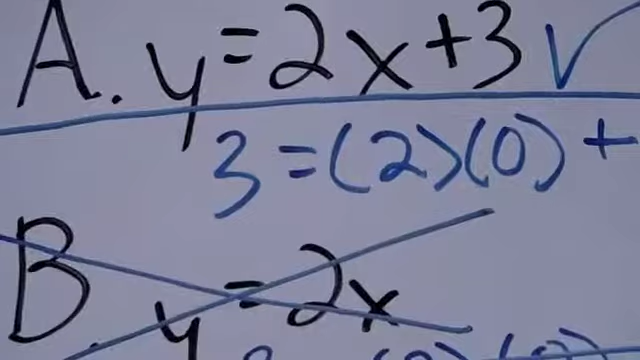 A. y=2x+3 ✓
3=(2)(0)+
B. y=2x